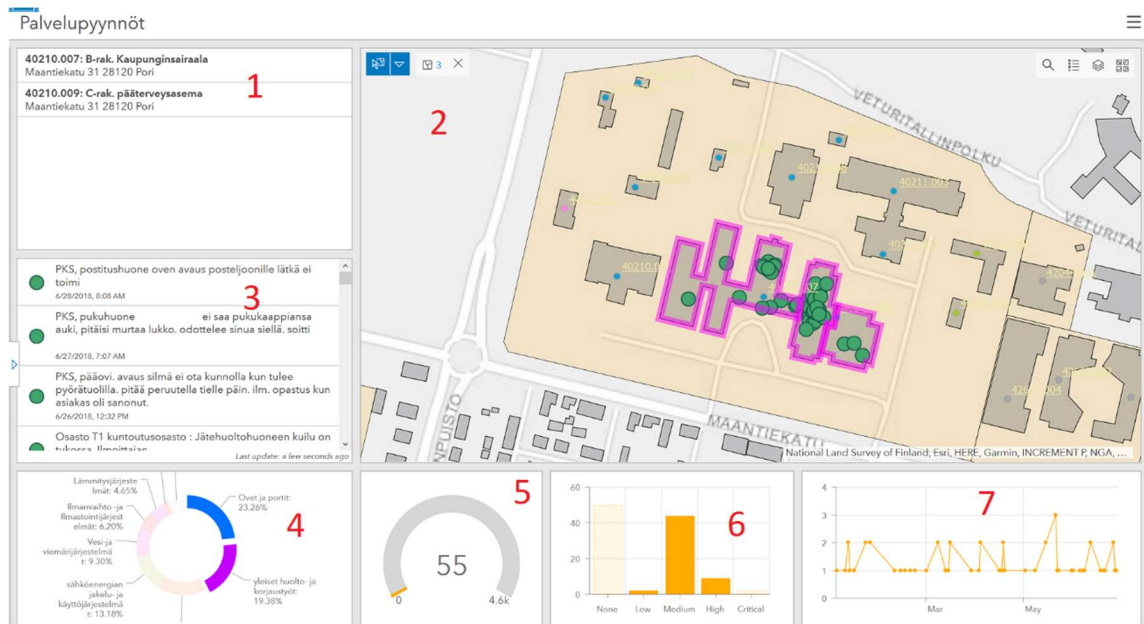 Palvelupyynnöt
40210.007: B-rak. Kaupunginsairaala
Maantiekatu 31 28120 Pori
40210.009: C-rak. pääterveysasema
Maantiekatu 31 28120 Pori
1
PKS, postitushuone oven avaus posteljoonille lätkä ei
toimi
6/28/2018, 8:08 AM
3
PKS, pukuhuone ei saa pukukaappiansa
auki, pitäisi murtaa lukko. odottelee sinua siellä. soitti
6/27/2018, 7:07 AM
PKS, pääovi. avaus silmä ei ota kunnolla kun tulee
pyörätuolilla. pitää peruutella tielle päin. ilm. opastus kun
asiakas oli sanonut.
6/26/2018, 12:32 PM
Osasto T1 kuntoutusosasto : Jätehuoltohuoneen kuilu on
tukossa. Ilmoittajan
Last update: a few seconds ago
3
2
VETURITALLINPOLKU
VETURITAL
40211.003
MAANTIEKATU
NPUISTO
National Land Survey of Finland, Esri, HERE, Garmin, INCREMENT P, NGA, ...
Lämmitysjärjeste
lmät: 4.65%
Ilmanvaihto -ja
Ilmastointijärjest
elmät: 6.20%
Vesi-ja
viemärijärjestelmä
t: 9.30%
sähköenergian
jakelu- ja
käyttöjärjestelmä
t: 13.18%
Ovet ja portit:
23.26%
yleiset huolto- ja
korjaustyöt:
19.38%
4
5
55
0
4.6k
6
60
40
20
0
None Low Medium High Critical
7
4
3
2
1
0
Mar May